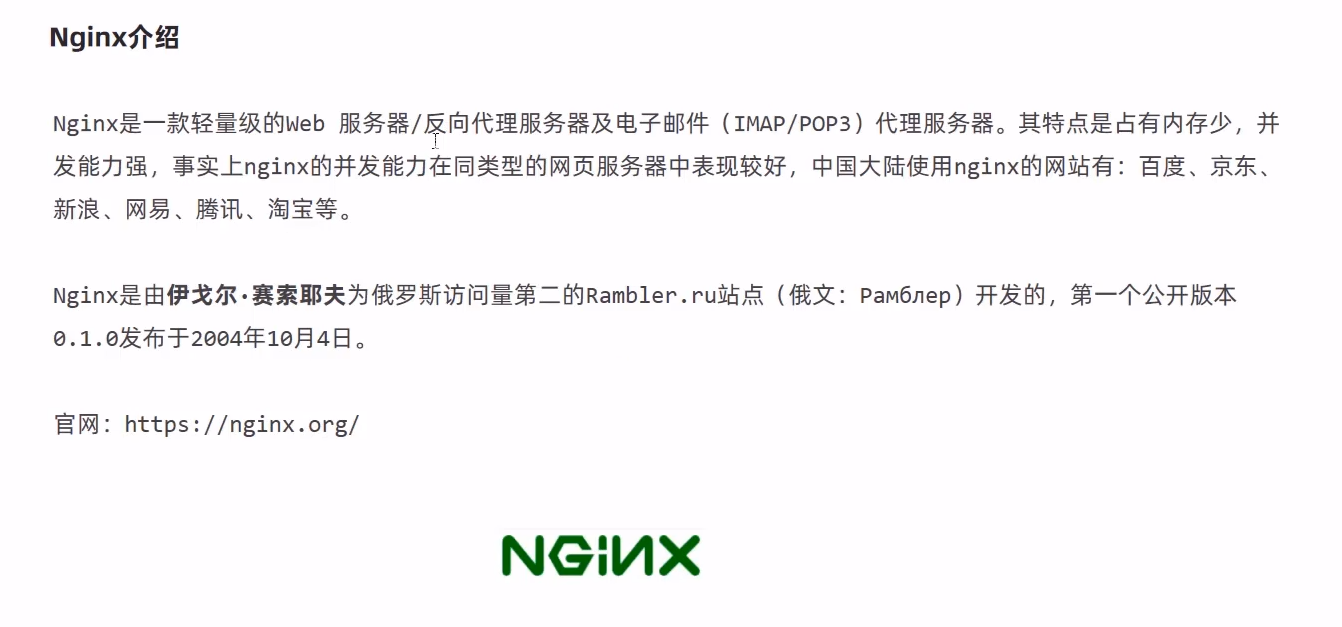 Nginx介绍
Nginx是一款轻量级的Web 服务器/反向代理服务器及电子邮件（IMAP/POP3）代理服务器。其特点是占有内存少，并
发能力强，事实上nginx的并发能力在同类型的网页服务器中表现较好，中国大陆使用nginx的网站有：百度、京东、
新浪、网易、腾讯、淘宝等。
Nginx是由伊戈尔·赛索耶夫为俄罗斯访问量第二的Rambler.ru站点（俄文：Рамблер）开发的，第一个公开版本
0.1.0发布于2004年10月4日。
官网：https://nginx.org/
NGiNX